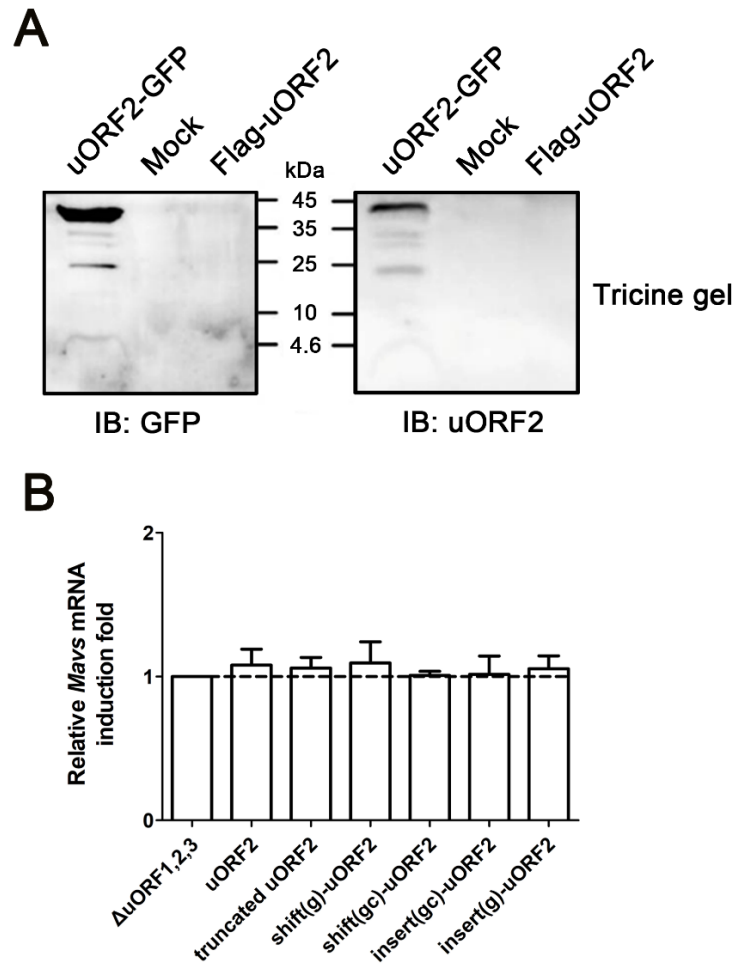 A
uORF2-GFP
Mock
Flag-uORF2
kDa
uORF2-GFP
Mock
Flag-uORF2
45
35
25
10
4.6
Tricine gel
IB: GFP
IB: uORF2
B
Relative Mavs mRNA
induction fold
2
1
0
ΔuORF1,2,3
uORF2
truncated uORF2
shift(g)-uORF2
shift(gc)-uORF2
insert(gc)-uORF2
insert(g)-uORF2